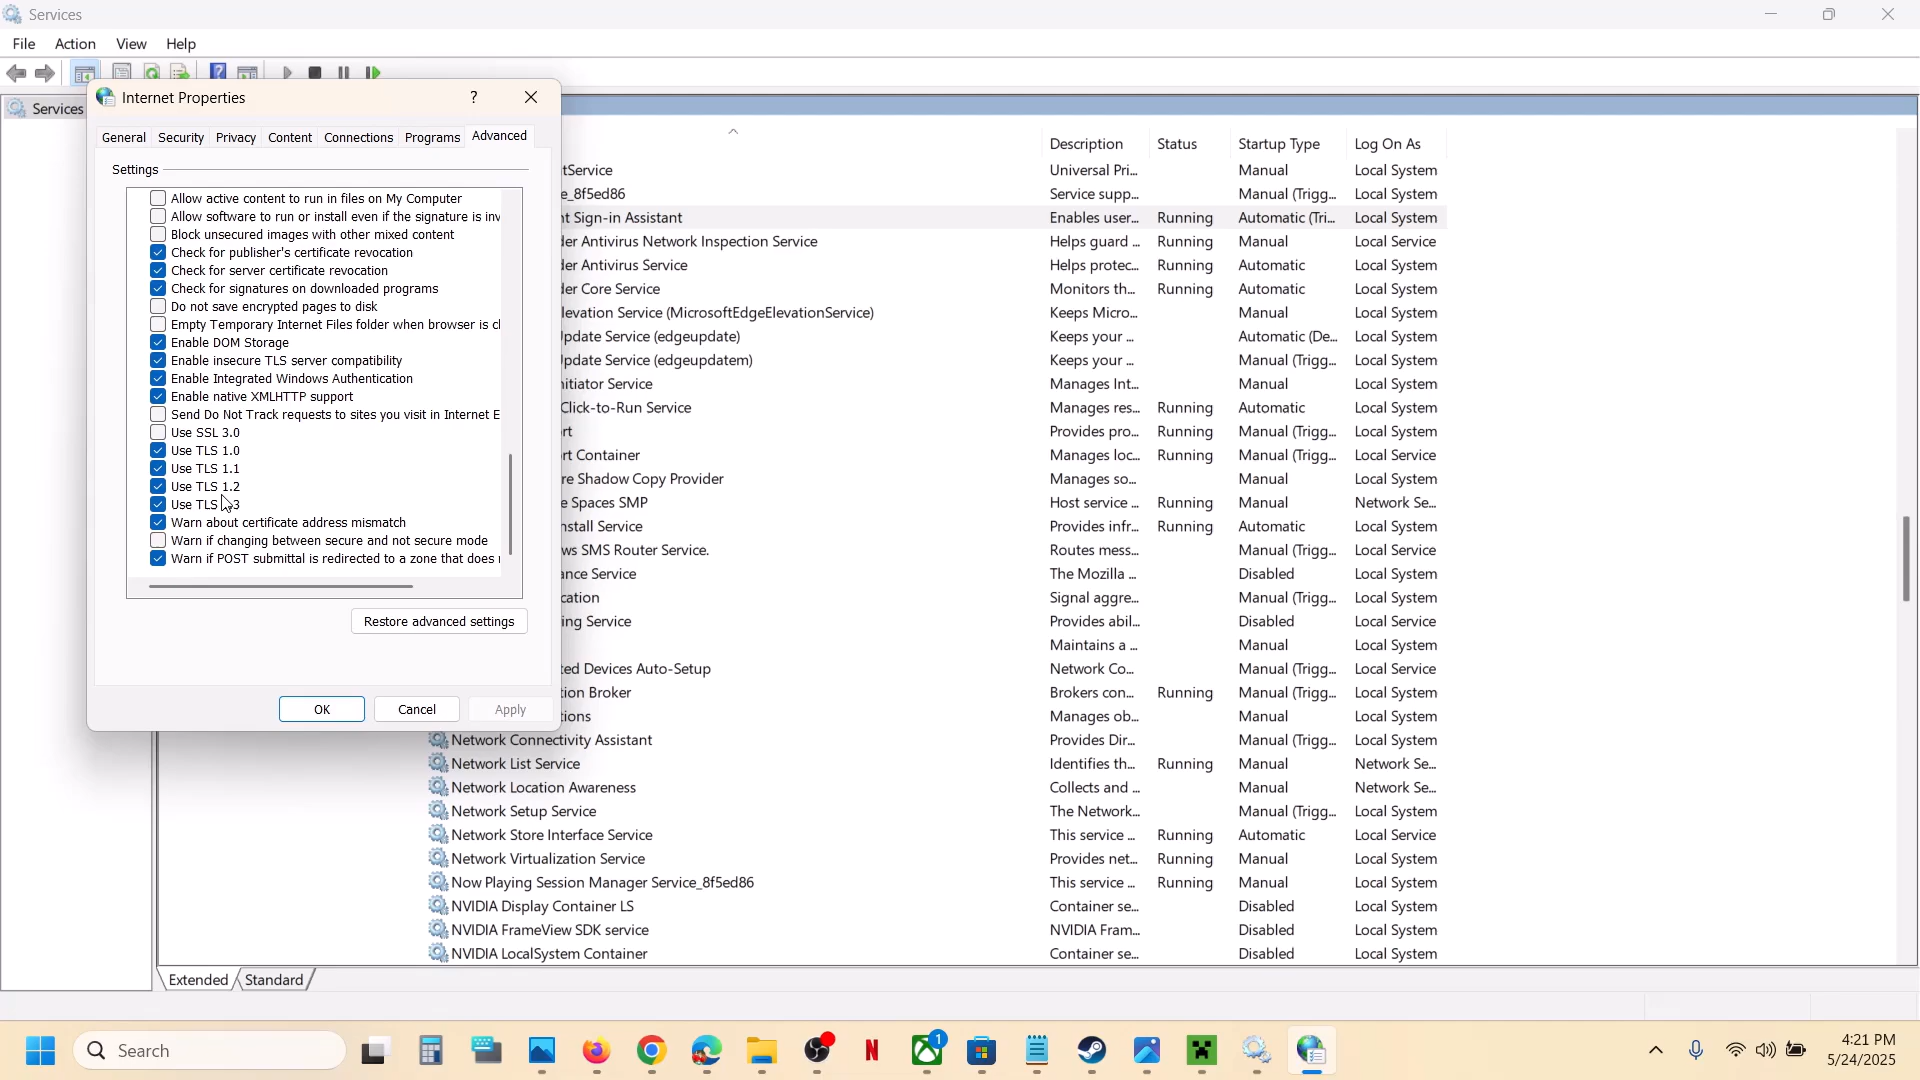 Services
File Action View Help
Services
Internet Properties
?
General Security Privacy Content Connections Programs Advanced
Settings
Allow active content to run in files on My Computer
Allow software to run or install even if the signature is inv
Block unsecured images with other mixed content
Check for publisher's certificate revocation
Check for server certificate revocation
Check for signatures on downloaded programs
Do not save encrypted pages to disk
Empty Temporary Internet Files folder when browser is cl
Enable DOM Storage
Enable insecure TLS server compatibility
Enable Integrated Windows Authentication
Enable native XMLHTTP support
Send Do Not Track requests to sites you visit in Internet E
Use SSL 3.0
Use TLS 1.0
Use TLS 1.1
Use TLS 1.2
Use TLS 3
Warn about certificate address mismatch
Warn if changing between secure and not secure mode
Warn if POST submittal is redirected to a zone that does
Restore advanced settings
OK Cancel Apply
Description Status Startup Type Log On As
tService Universal Pri... Manual Local System
e_8f5ed86 Service supp... Manual (Trigg... Local System
nt Sign-in Assistant Enables user... Running Automatic (Tri... Local System
der Antivirus Network Inspection Service Helps guard ... Running Manual Local Service
der Antivirus Service Helps protec... Running Automatic Local System
der Core Service Monitors th... Running Automatic Local System
levation Service (MicrosoftEdgeElevationService) Keeps Micro... Manual Local System
Update Service (edgeupdate) Keeps your ... Automatic (De... Local System
Update Service (edgeupdatem) Keeps your ... Manual (Trigg... Local System
nitiator Service Manages Int... Manual Local System
Click-to-Run Service Manages res... Running Automatic Local System
rt Provides pro... Running Manual (Trigg... Local System
rt Container Manages loc... Running Manual (Trigg... Local Service
re Shadow Copy Provider Manages so... Manual Local System
e Spaces SMP Host service ... Manual Network Se...
nstall Service Provides infr... Running Automatic Local System
ws SMS Router Service. Routes mess... Manual (Trigg... Local Service
ance Service The Mozilla ... Disabled Local System
cation Signal aggre... Manual (Trigg... Local System
ing Service Provides abil... Disabled Local Service
Maintains a ... Manual Local System
ted Devices Auto-Setup Network Co... Manual (Trigg... Local Service
tion Broker Brokers con... Running Manual (Trigg... Local System
tions Manages ob... Manual Local System
Network Connectivity Assistant Provides Dir... Manual (Trigg... Local System
Network List Service Identifies th... Running Manual Network Se...
Network Location Awareness Collects and ... Manual Network Se...
Network Setup Service The Network... Manual (Trigg... Local System
Network Store Interface Service This service ... Running Automatic Local Service
Network Virtualization Service Provides net... Running Manual Local System
Now Playing Session Manager Service_8f5ed86 This service ... Running Manual Local System
NVIDIA Display Container LS Container se... Disabled Local System
NVIDIA FrameView SDK service NVIDIA Fram... Disabled Local System
NVIDIA LocalSystem Container Container se... Disabled Local System
Extended Standard
Search
1
4:21 PM
5/24/2025